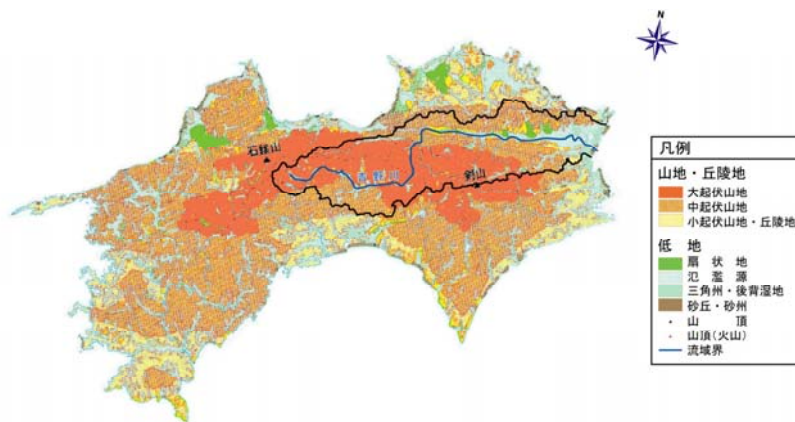 N
石鎚山
吉野川
剣山
凡例
山地・丘陵地
大起伏山地
中起伏山地
小起伏山地・丘陵地
低 地
扇 状 地
氾 濫 源
三角州・後背湿地
砂丘・砂州
山 頂
山頂(火山)
流域界